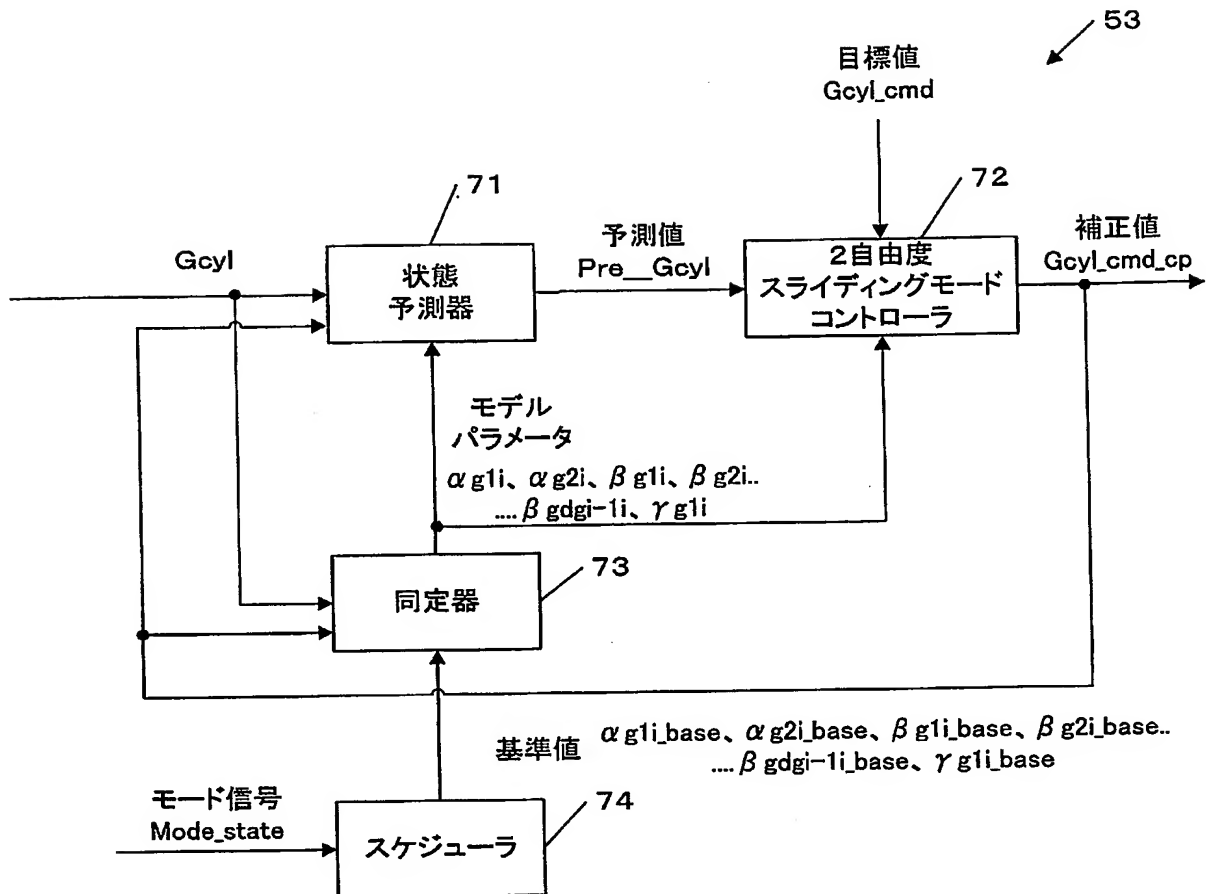 53
目標値
Gcyl_cmd
71
72
Gcyl
状態
予測器
予測値
Pre__Gcyl
2自由度
スライディングモード
コントローラ
補正値
Gcyl_cmd_cp
モデル
パラメータ
αg1i、αg2i、βg1i、βg2i..
....βgdgi-1i、γg1i
73
同定器
基準値
αg1i_base、αg2i_base、βg1i_base、βg2i_base..
....βgdgi-1i_base、γg1i_base
モード信号
Mode_state
74
スケジューラ